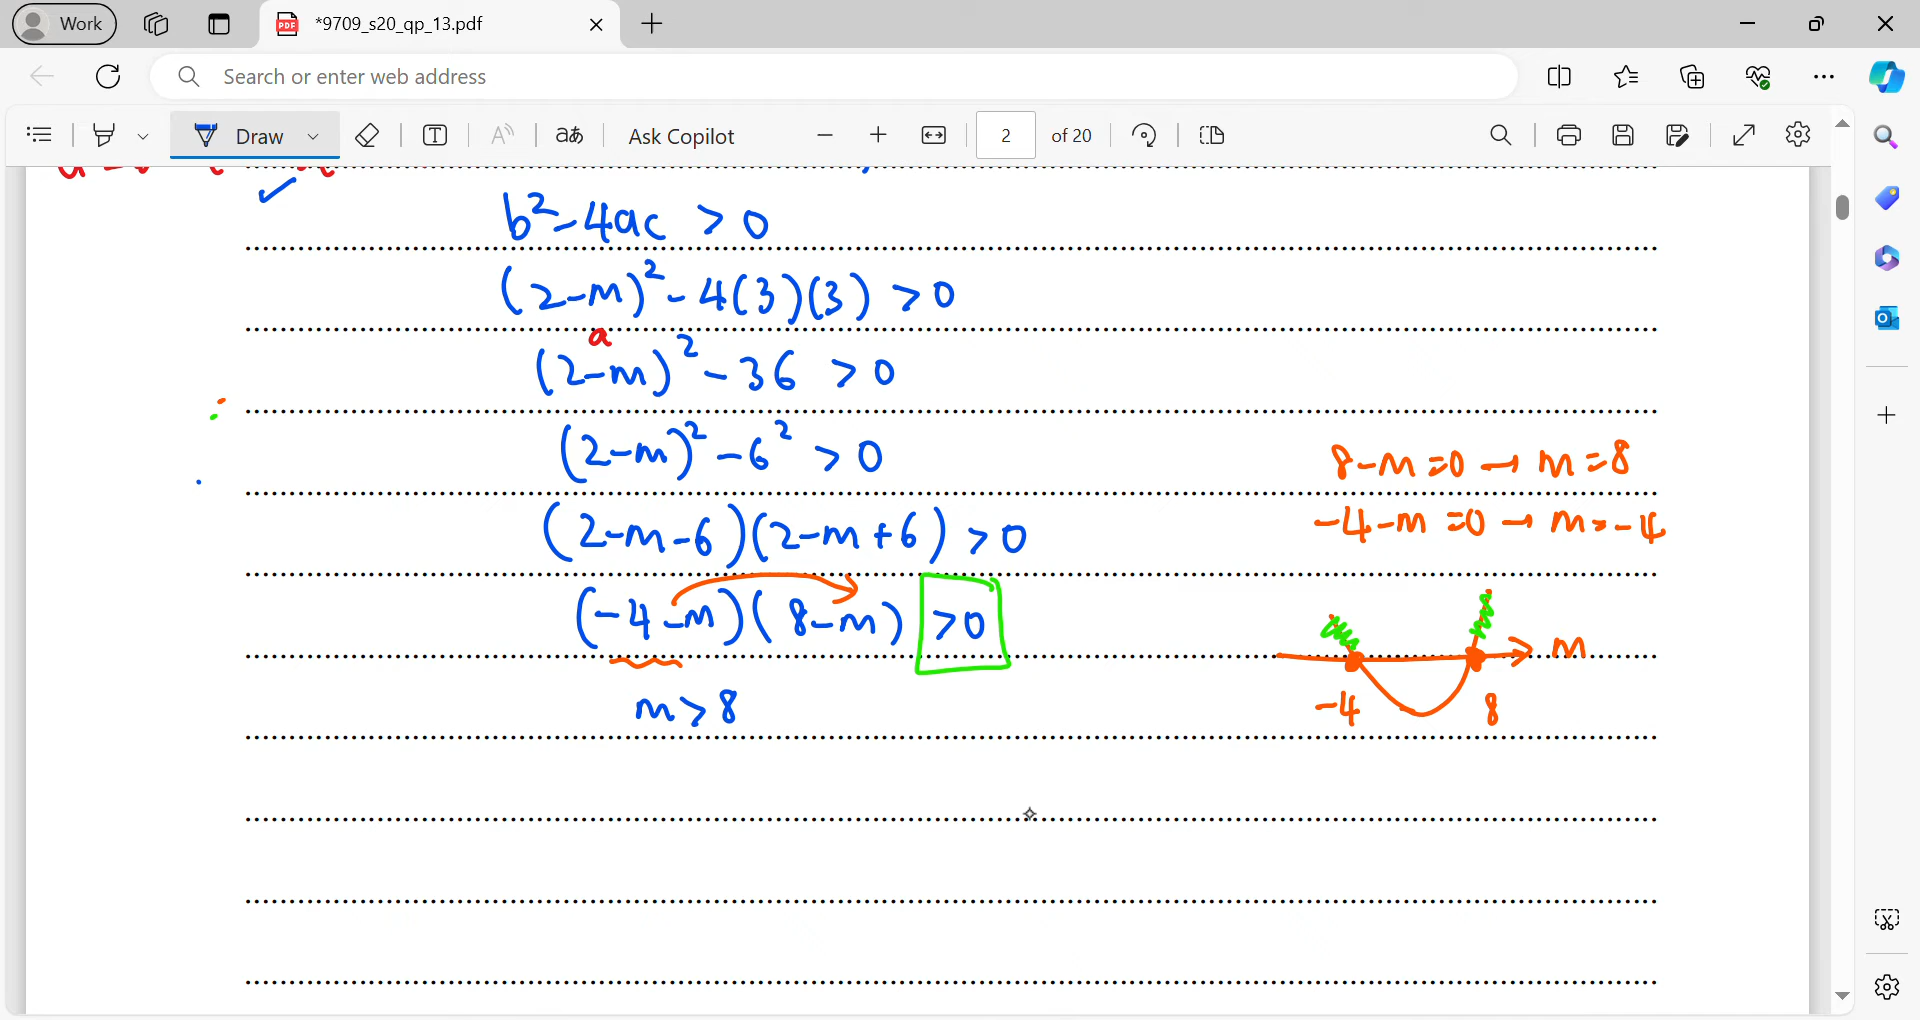 Work
*9709_s20_qp_13.pdf
Search or enter web address
Draw
aあ
Ask Copilot
2 of 20
b² - 4ac > 0
(2-m)² - 4(3)(3) > 0
a
(2-m)² - 36 > 0
(2-m)² - 6² > 0
8-m=0 → m=8
(2-m-6)(2-m+6) > 0
-4-m=0 → m=-4
(-4-m)(8-m) > 0
m
m > 8
-4
8